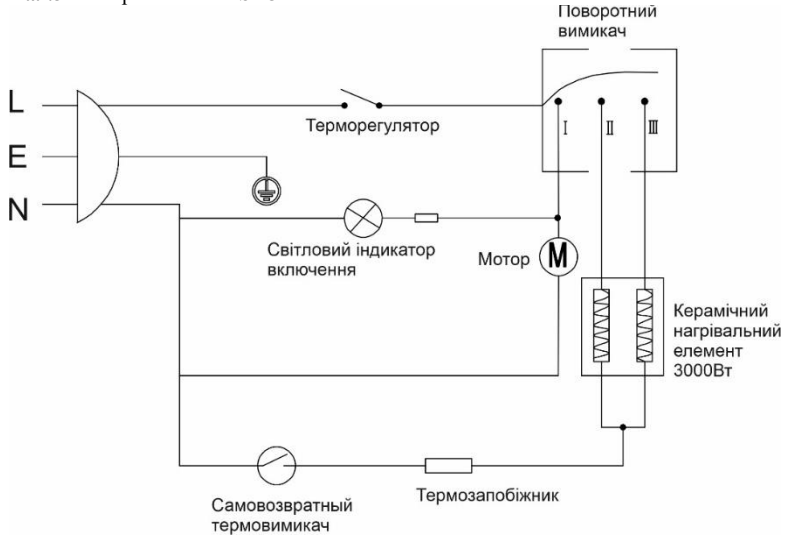 Поворотний
вимикач
L
Терморегулятор
I
II
III
E
N
Світловий індикатор
включення
Мотор
M
Керамічний
нагрівальний
елемент
3000Вт
Термозапобіжник
Самовозвратный
термовимикач